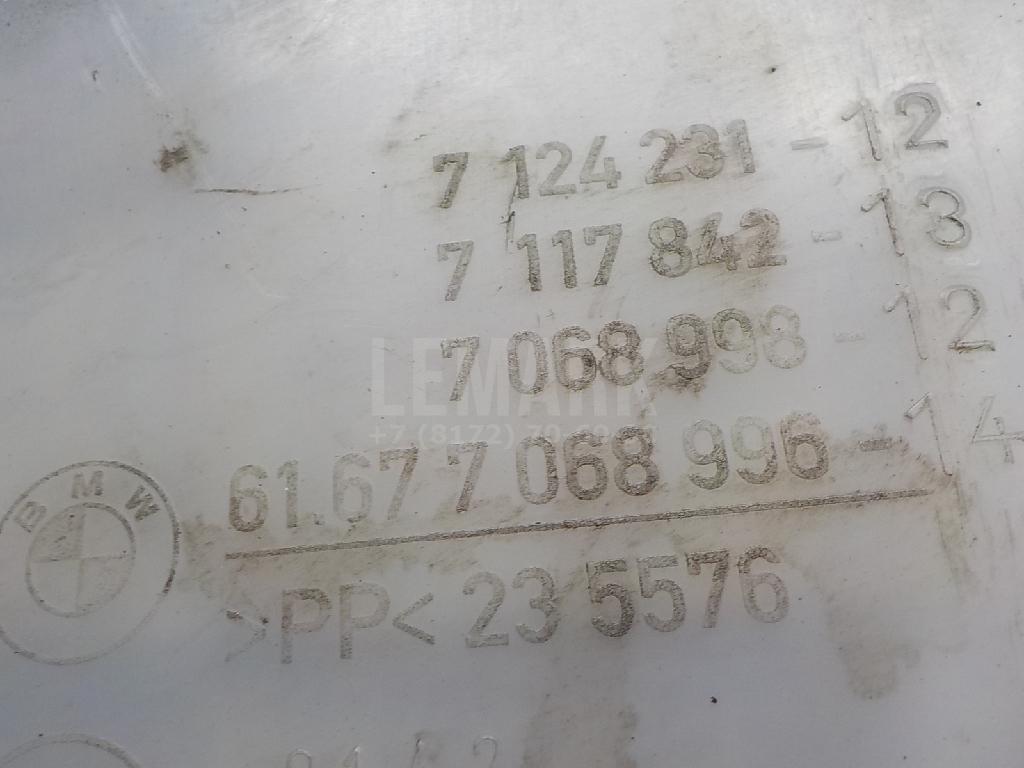 7 124 231 - 12
7 117 842 - 13
7 068 998 - 12
LEMARK
61.67 7 068 996 - 14
BMW
>PP< 23 5576